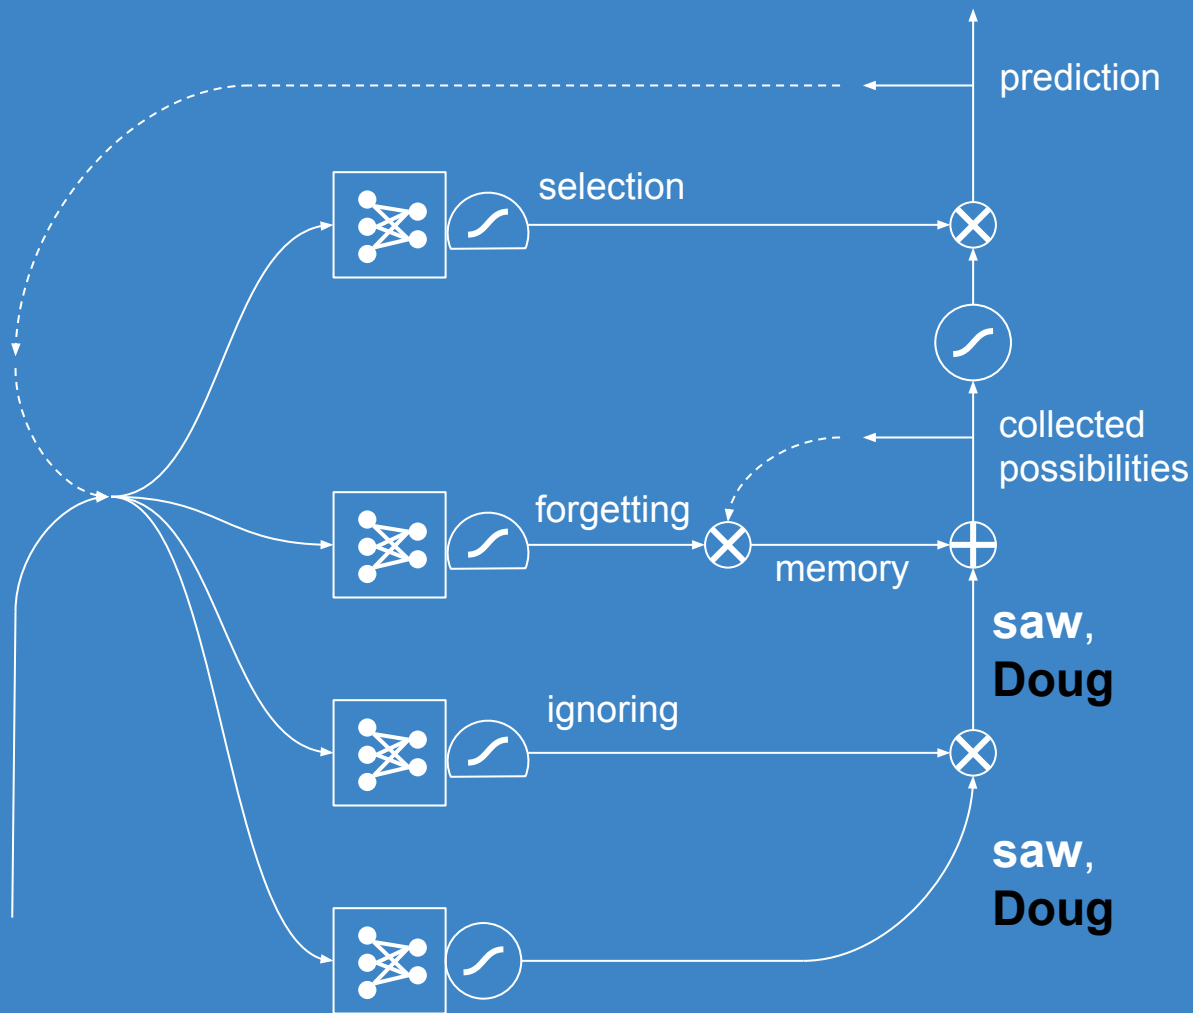 prediction
selection
collected
possibilities
forgetting
memory
saw,
Doug
ignoring
saw,
Doug